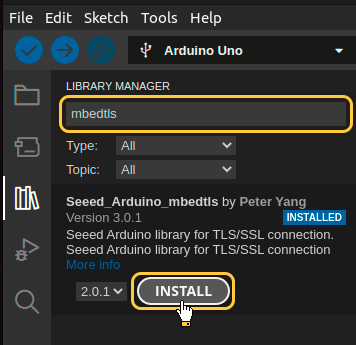 File Edit Sketch Tools Help
Arduino Uno
LIBRARY MANAGER
mbedtls
Type: All
Topic: All
Seeed_Arduino_mbedtls by Peter Yang
Version 3.0.1 INSTALLED
Seeed Arduino library for TLS/SSL connection.
Seeed Arduino library for TLS/SSL connection
More info
2.0.1 INSTALL